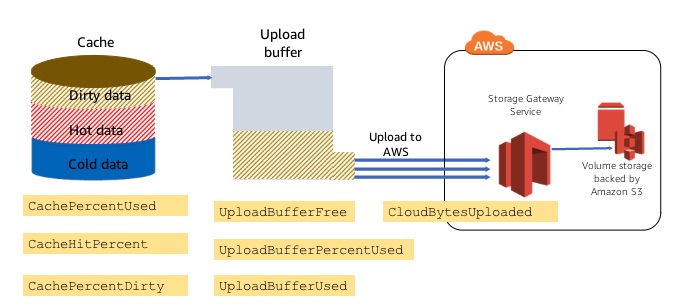 Cache
Dirty data
Hot data
Cold data
Upload
buffer
Upload to
AWS
AWS
Storage Gateway
Service
Volume storage
backed by
Amazon S3
CachePercentUsed
CacheHitPercent
CachePercentDirty
UploadBufferFree
UploadBufferPercentUsed
UploadBufferUsed
CloudBytesUploaded